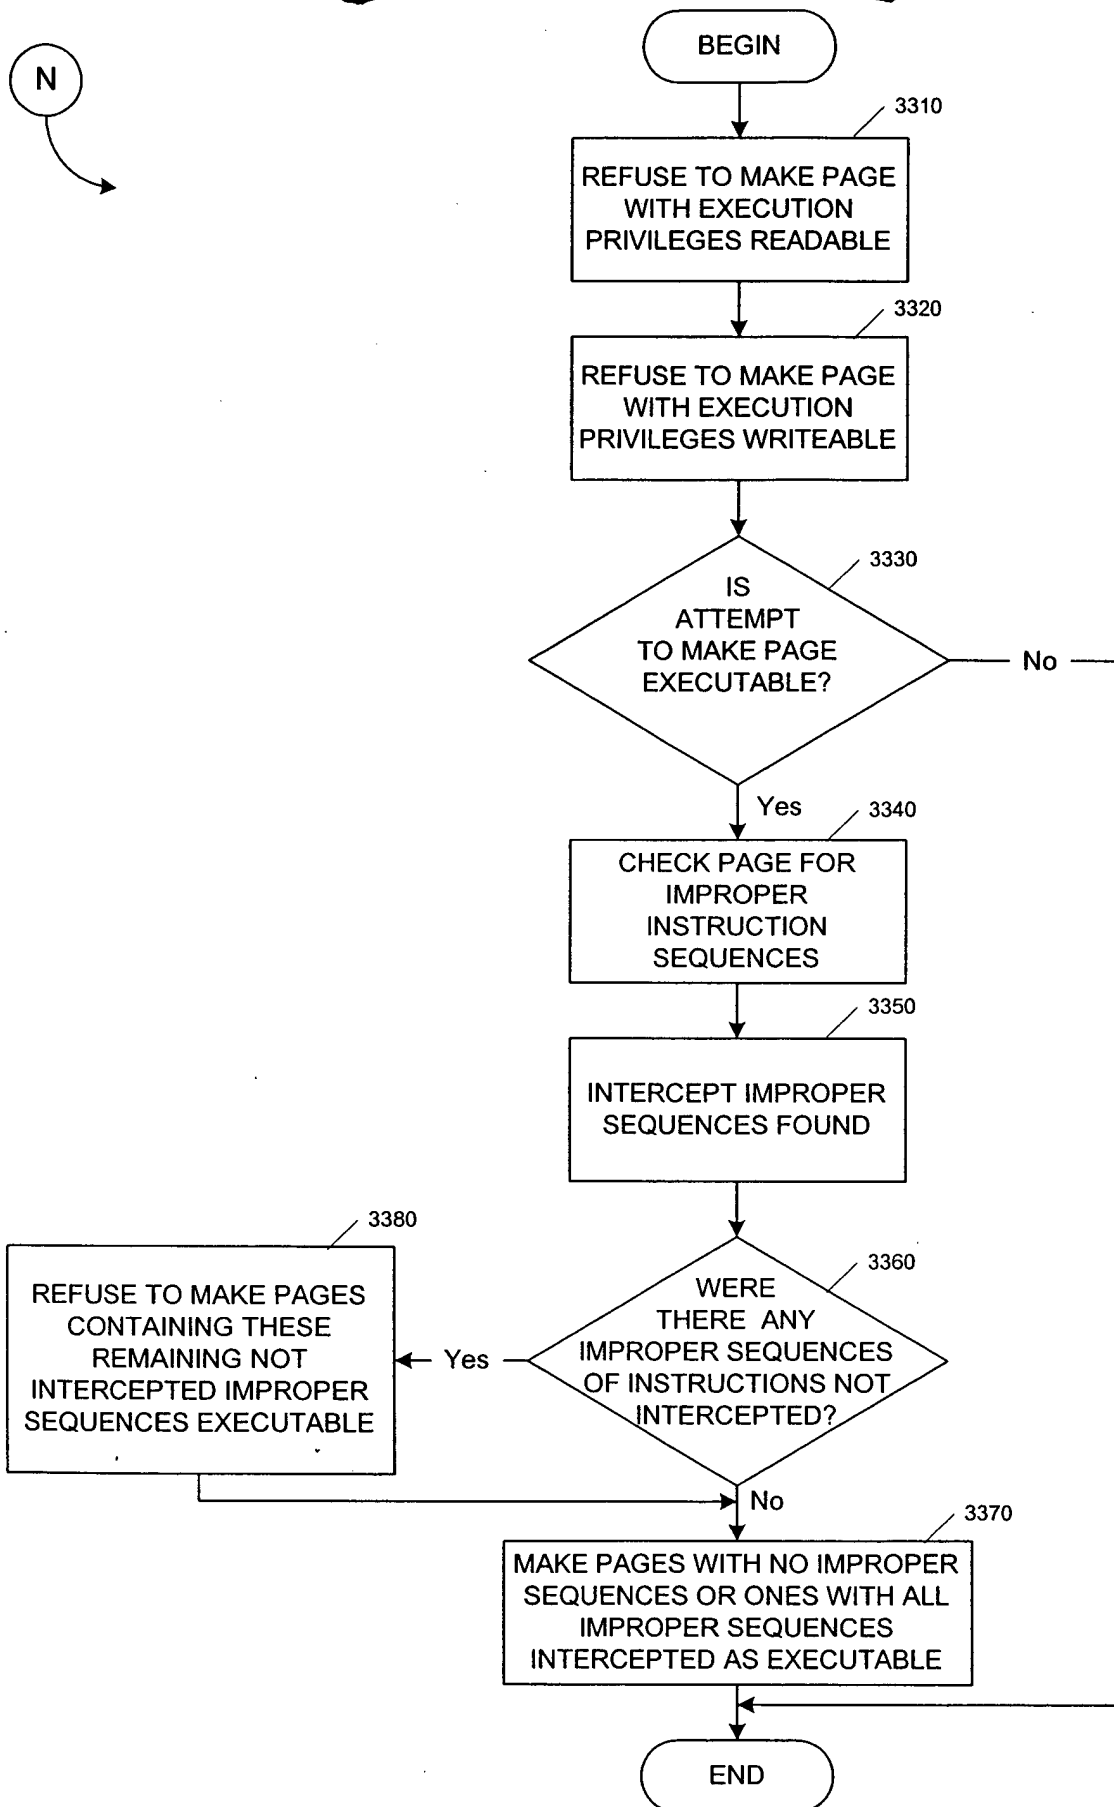 BEGIN
N
3310
REFUSE TO MAKE PAGE
WITH EXECUTION
PRIVILEGES READABLE
3320
REFUSE TO MAKE PAGE
WITH EXECUTION
PRIVILEGES WRITEABLE
3330
IS
ATTEMPT
TO MAKE PAGE
EXECUTABLE?
No
Yes
3340
CHECK PAGE FOR
IMPROPER
INSTRUCTION
SEQUENCES
3350
INTERCEPT IMPROPER
SEQUENCES FOUND
3360
WERE
THERE ANY
IMPROPER SEQUENCES
OF INSTRUCTIONS NOT
INTERCEPTED?
Yes
3380
REFUSE TO MAKE PAGES
CONTAINING THESE
REMAINING NOT
INTERCEPTED IMPROPER
SEQUENCES EXECUTABLE
No
3370
MAKE PAGES WITH NO IMPROPER
SEQUENCES OR ONES WITH ALL
IMPROPER SEQUENCES
INTERCEPTED AS EXECUTABLE
END